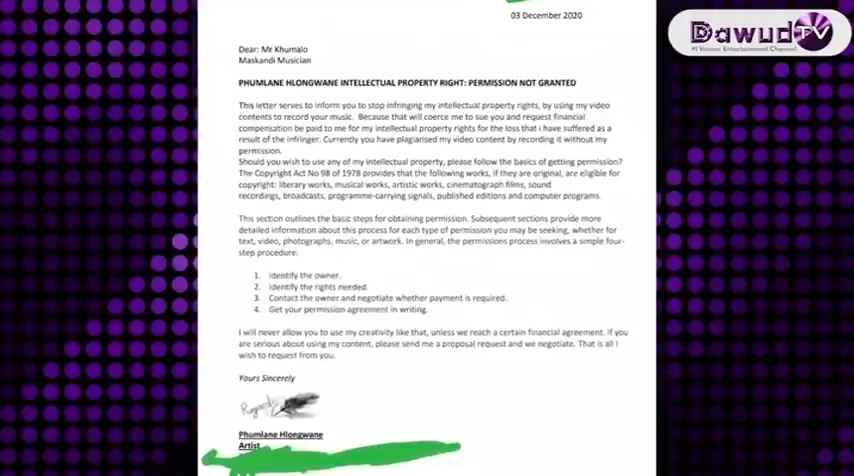 03 December 2020
Dawud TV
Ki Visions Entertainment Channel
Dear: Mr Khumalo
Maskandi Musician
PHUMLANE HLONGWANE INTELLECTUAL PROPERTY RIGHT: PERMISSION NOT GRANTED
This letter serves to inform you to stop infringing my intellectual property rights, by using my video
contents to record your music. Because that will coerce me to sue you and request financial
compensation be paid to me for my intellectual property rights for the loss that i have suffered as a
result of the infringer. Currently you have plagiarised my video content by recording it without my
permission.
Should you wish to use any of my intellectual property, please follow the basics of getting permission?
The Copyright Act No 98 of 1978 provides that the following works, if they are original, are eligible for
copyright: literary works, musical works, artistic works, cinematograph films, sound
recordings, broadcasts, programme-carrying signals, published editions and computer programs.
This section outlines the basic steps for obtaining permission. Subsequent sections provide more
detailed information about this process for each type of permission you may be seeking, whether for
text, video, photographs, music, or artwork. In general, the permissions process involves a simple four-
step procedure:
1. Identify the owner.
2. Identify the rights needed.
3. Contact the owner and negotiate whether payment is required.
4. Get your permission agreement in writing.
I will never allow you to use my creativity like that, unless we reach a certain financial agreement. If you
are serious about using my content, please send me a proposal request and we negotiate. That is all I
wish to request from you.
Yours Sincerely
Regards
Phumlane Hlongwane
Artist